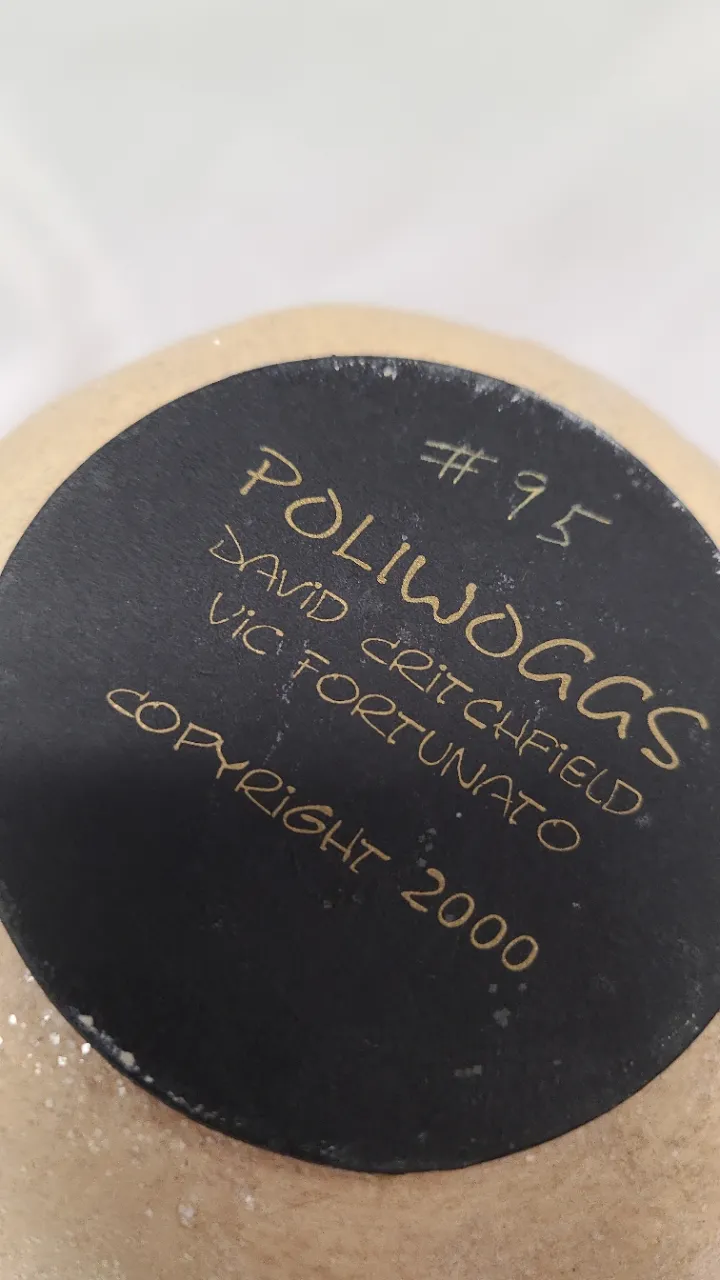 #95
POLIWOGGS
DAViD CRiTCHFiELD
ViC FORTUNATO
COPYRiGHT 2000